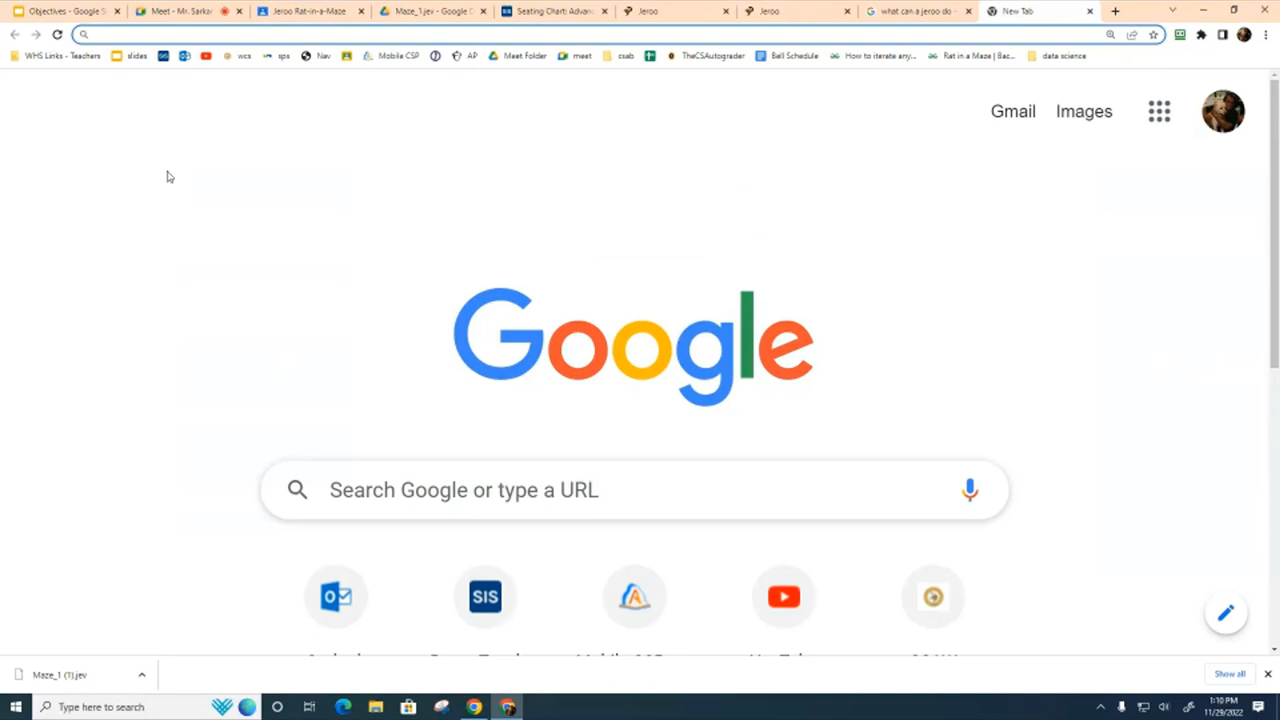 Objectives - Google S
Meet - Mr. Sarkar
Jeroo Rat-in-a-Maze
Maze_1.jev - Google D
Seating Chart: Advanc
Jeroo
Jeroo
what can a jeroo do -
New Tab
WHS Links - Teachers
slides
wcs
sps
Nav
Mobile CSP
AP
Meet Folder
meet
csab
TheCSAutograder
Bell Schedule
How to iterate any...
Rat in a Maze | Bac...
data science
Gmail
Images
Google
Search Google or type a URL
SIS
Maze_1 (1).jev
Show all
Type here to search
1:10 PM
11/29/2022